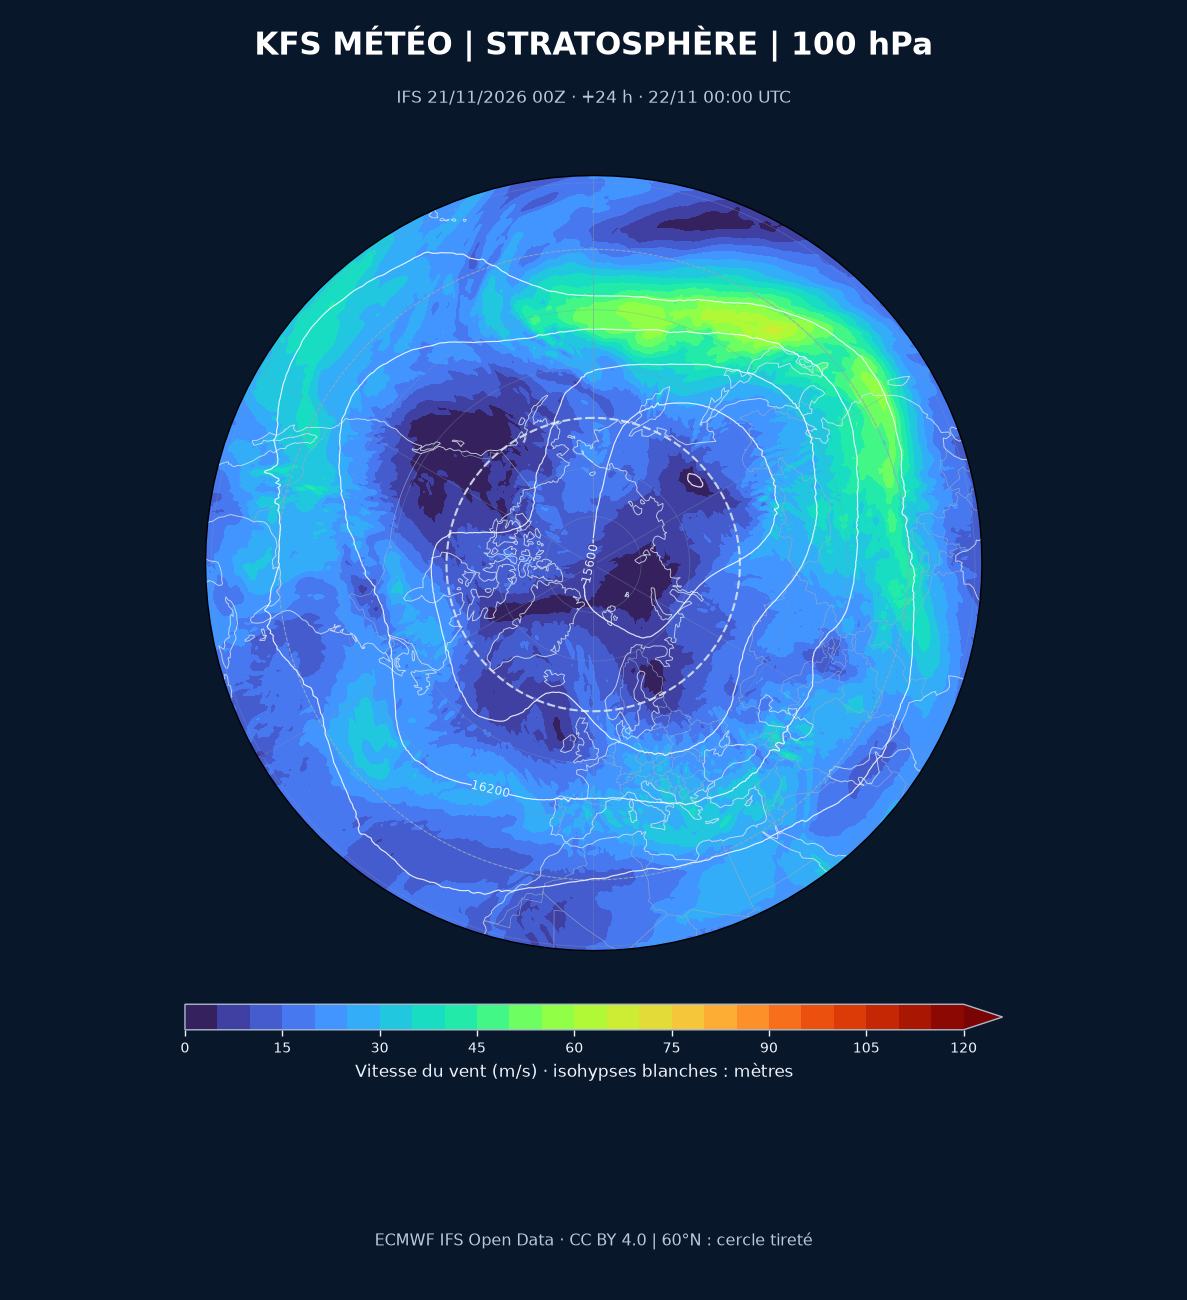 KFS MÉTÉO | STRATOSPHÈRE | 100 hPa
IFS 21/11/2026 00Z · +24 h · 22/11 00:00 UTC
15600
16200
0 15 30 45 60 75 90 105 120
Vitesse du vent (m/s) · isohypses blanches : mètres
ECMWF IFS Open Data · CC BY 4.0 | 60°N : cercle tireté